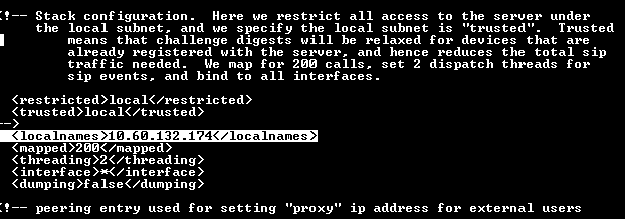 <!-- Stack configuration.  Here we restrict all access to the server under
the local subnet, and we specify the local subnet is "trusted".  Trusted
means that challenge digests will be relaxed for devices that are
already registered with the server, and hence reduces the total sip
traffic needed.  We map for 200 calls, set 2 dispatch threads for
sip events, and bind to all interfaces.
<restricted>local</restricted>
<trusted>local</trusted>
-->
<localnames>10.60.132.174</localnames>
<mapped>200</mapped>
<threading>2</threading>
<interface>*</interface>
<dumping>false</dumping>
<!-- peering entry used for setting "proxy" ip address for external users